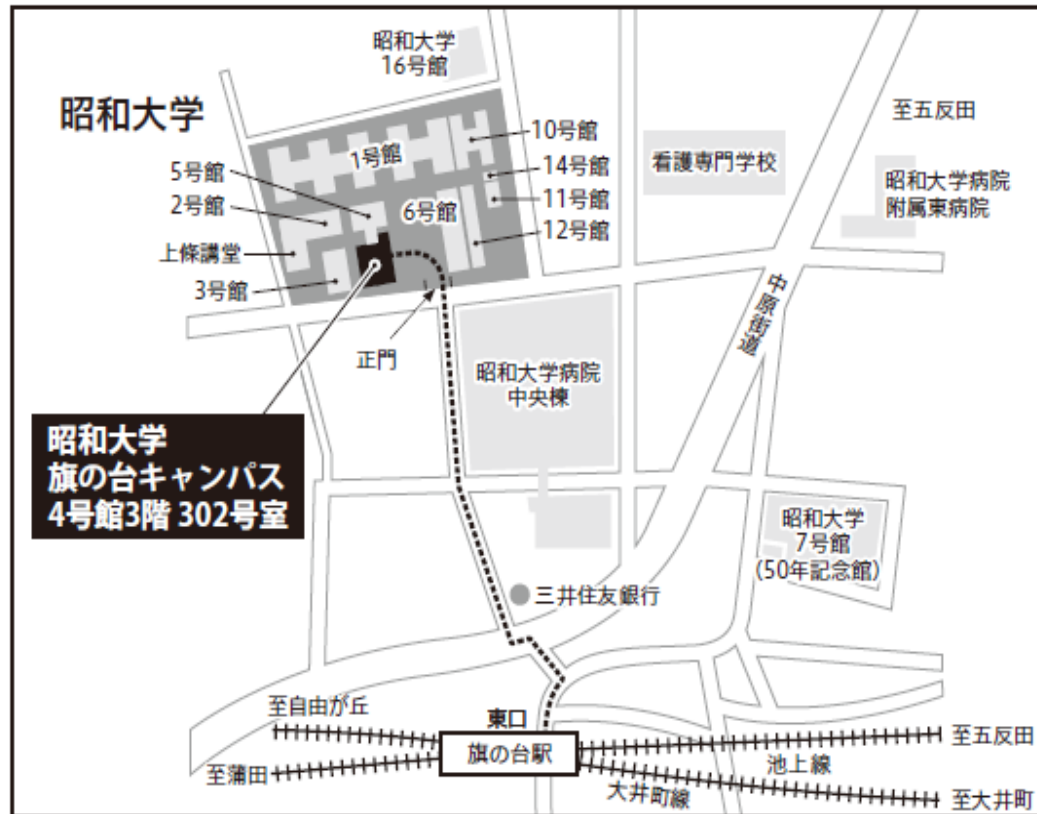 昭和大学
16号館
昭和大学
至五反田
10号館
1号館
14号館
看護専門学校
5号館
11号館
昭和大学病院
附属東病院
2号館
6号館
12号館
上條講堂
3号館
中原街道
正門
昭和大学病院
中央棟
昭和大学
旗の台キャンパス
4号館3階 302号室
昭和大学
7号館
(50年記念館)
三井住友銀行
至自由が丘
東口
至五反田
旗の台駅
池上線
至蒲田
大井町線
至大井町